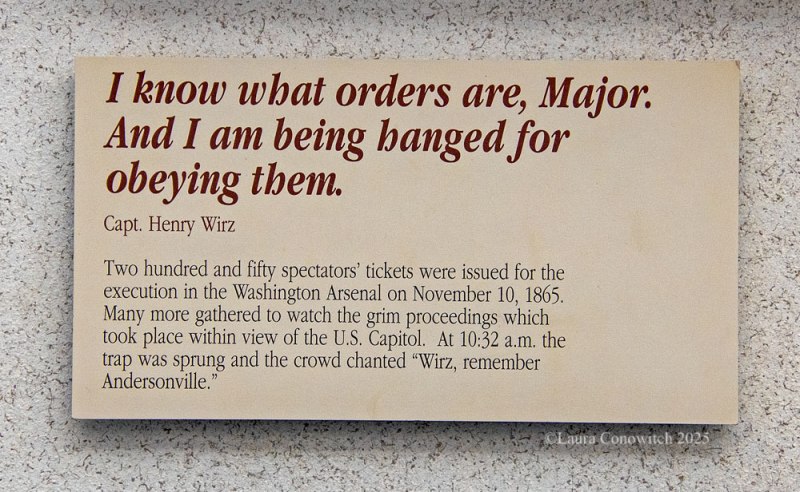 I know what orders are, Major.
And I am being hanged for
obeying them.
Capt. Henry Wirz
Two hundred and fifty spectators’ tickets were issued for the
execution in the Washington Arsenal on November 10, 1865.
Many more gathered to watch the grim proceedings which
took place within view of the U.S. Capitol.  At 10:32 a.m. the
trap was sprung and the crowd chanted “Wirz, remember
Andersonville.”
©Laura Conowitch 2025